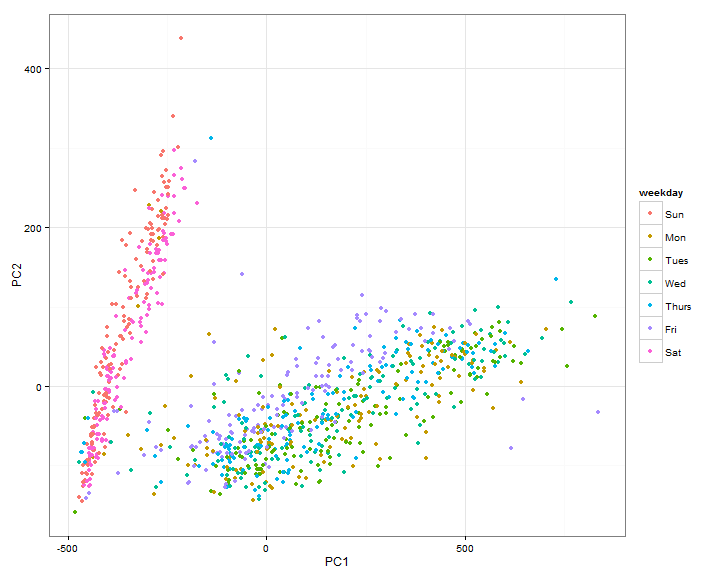 400
200
0
PC2
-500
0
500
PC1
weekday
Sun
Mon
Tues
Wed
Thurs
Fri
Sat